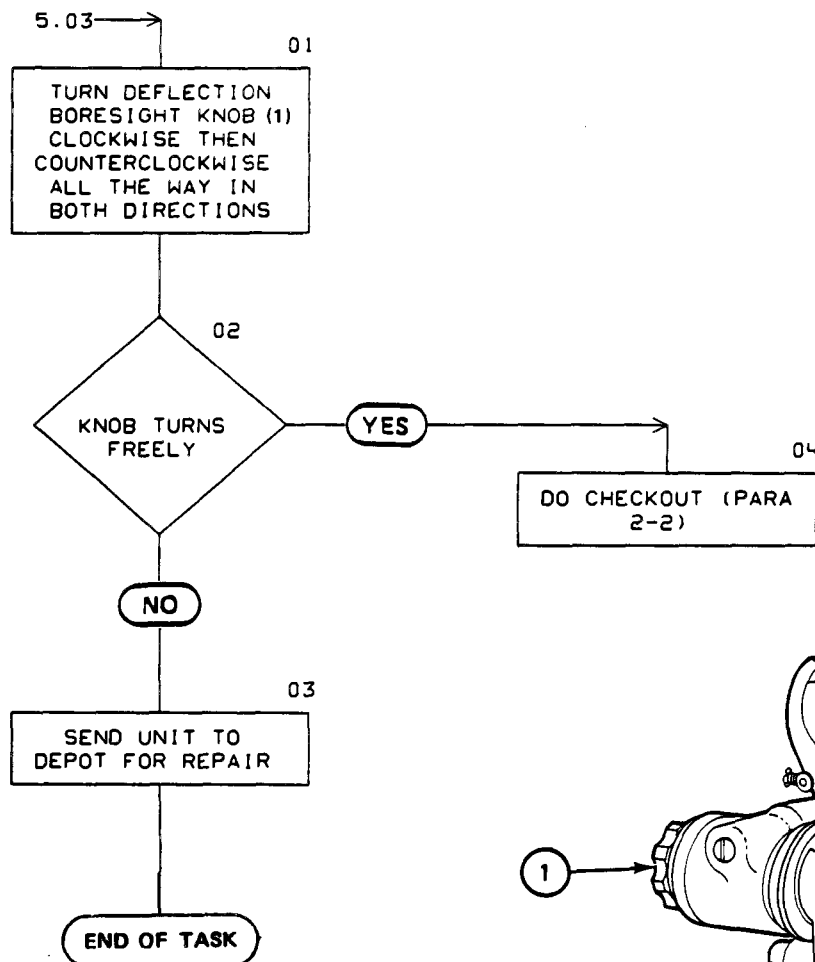 5.03
01
TURN DEFLECTION
BORESIGHT KNOB (1)
CLOCKWISE THEN
COUNTERCLOCKWISE
ALL THE WAY IN
BOTH DIRECTIONS
02
KNOB TURNS
FREELY
YES
04
DO CHECKOUT (PARA
2-2)
NO
03
SEND UNIT TO
DEPOT FOR REPAIR
1
END OF TASK